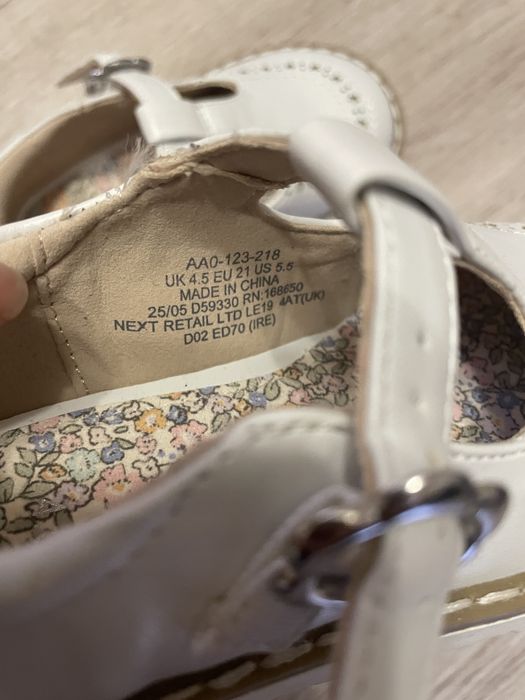 AA0-123-218
UK 4.5 EU 21 US 5.5
MADE IN CHINA
25/05 D59330 RN:168650
NEXT RETAIL LTD LE19 4AT(UK)
D02 ED70 (IRE)